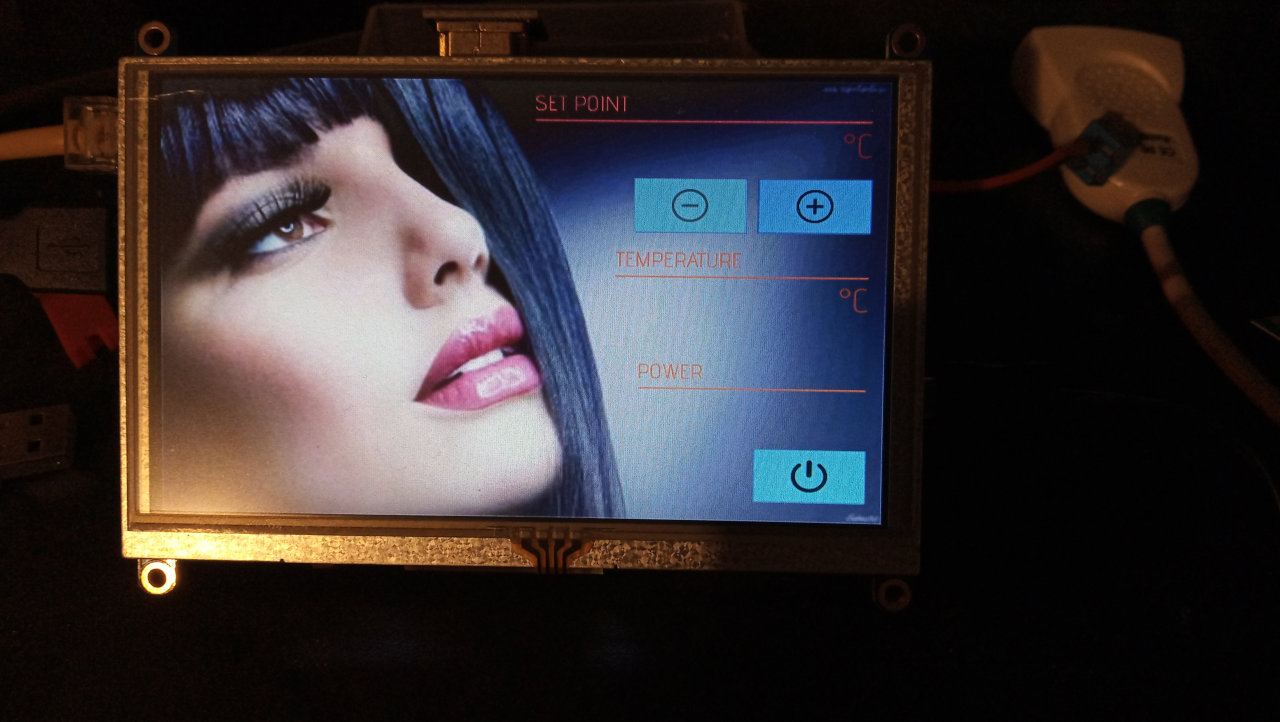 SET POINT
°C
TEMPERATURE
°C
POWER